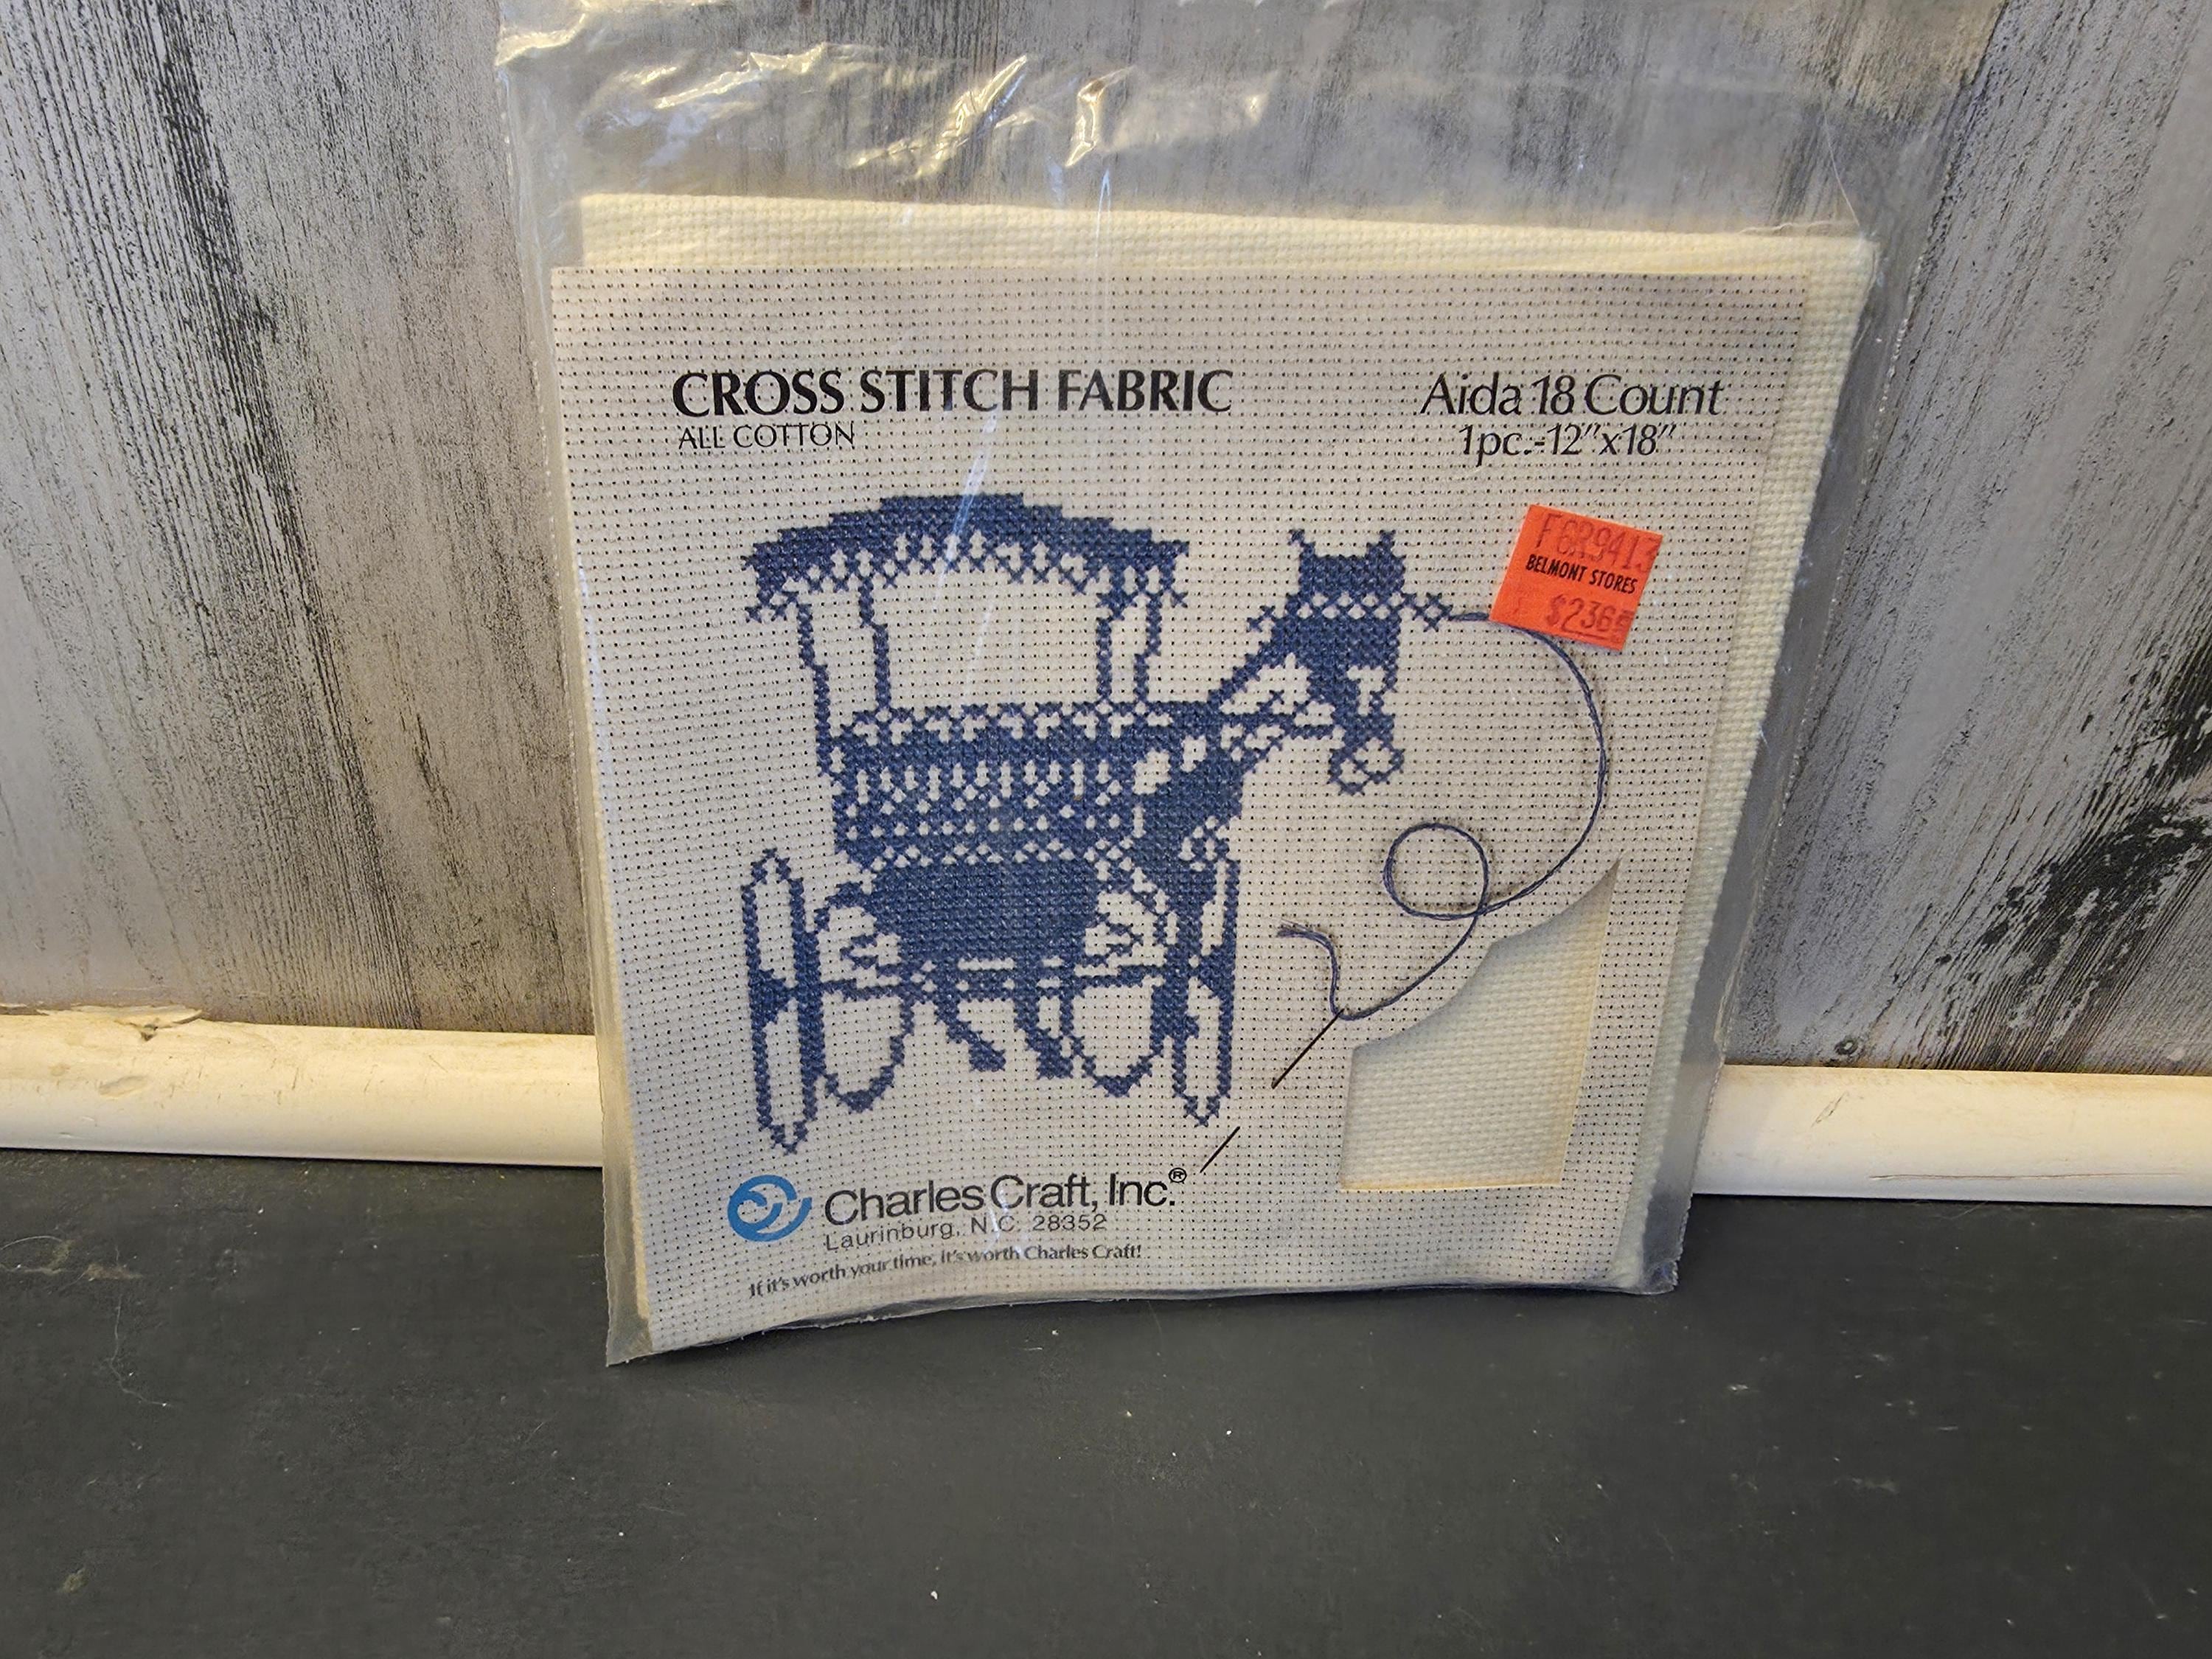 CROSS STITCH FABRIC
ALL COTTON
Aida 18 Count
1pc.-12"x18"
BELMONT STORES
Charles Craft, Inc.®
Laurinburg, N.C. 28352
If it's worth your time, it's worth Charles Craft!